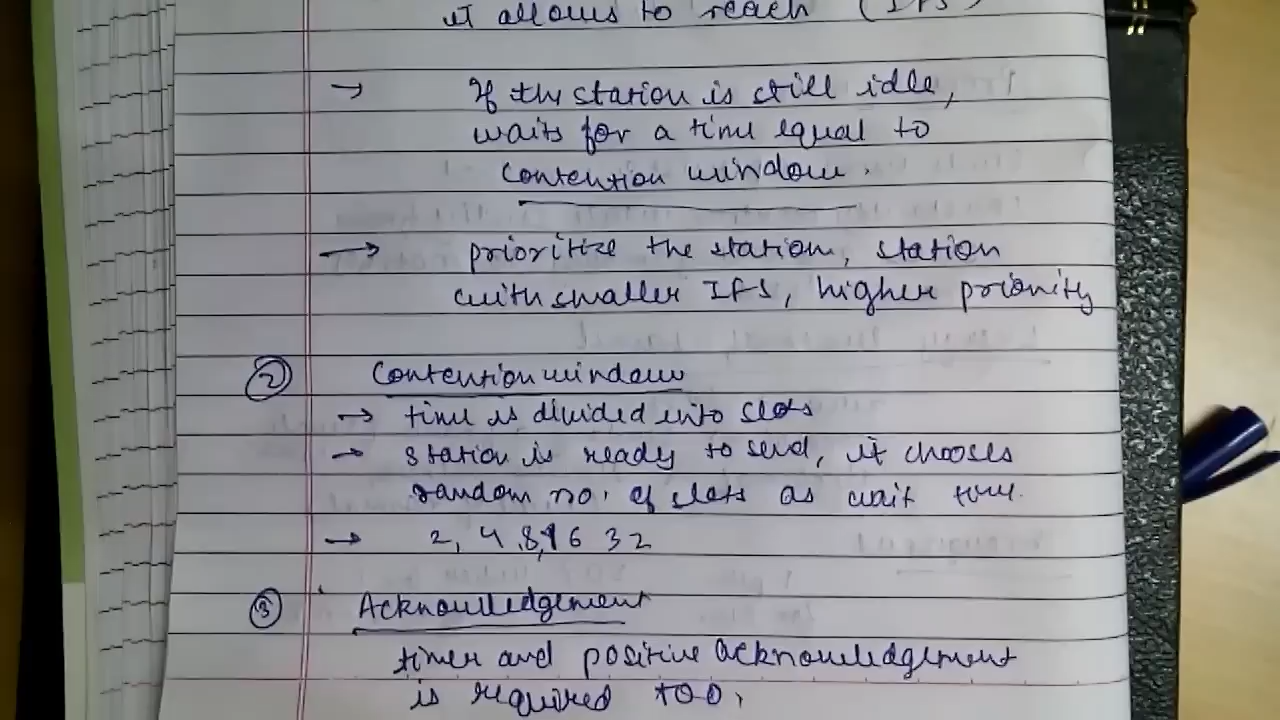 it allows to reach (IFS)
→ If the station is still idle,
waits for a time equal to
contention window.
→ prioritize the station, station
with smaller IFS, higher priority
② Contention window
→ time is divided into slots
→ station is ready to send, it chooses
random no. of slots as wait time.
→ 2, 4, 8, 16 32
③ Acknowledgement
timer and positive acknowledgement
is required too.